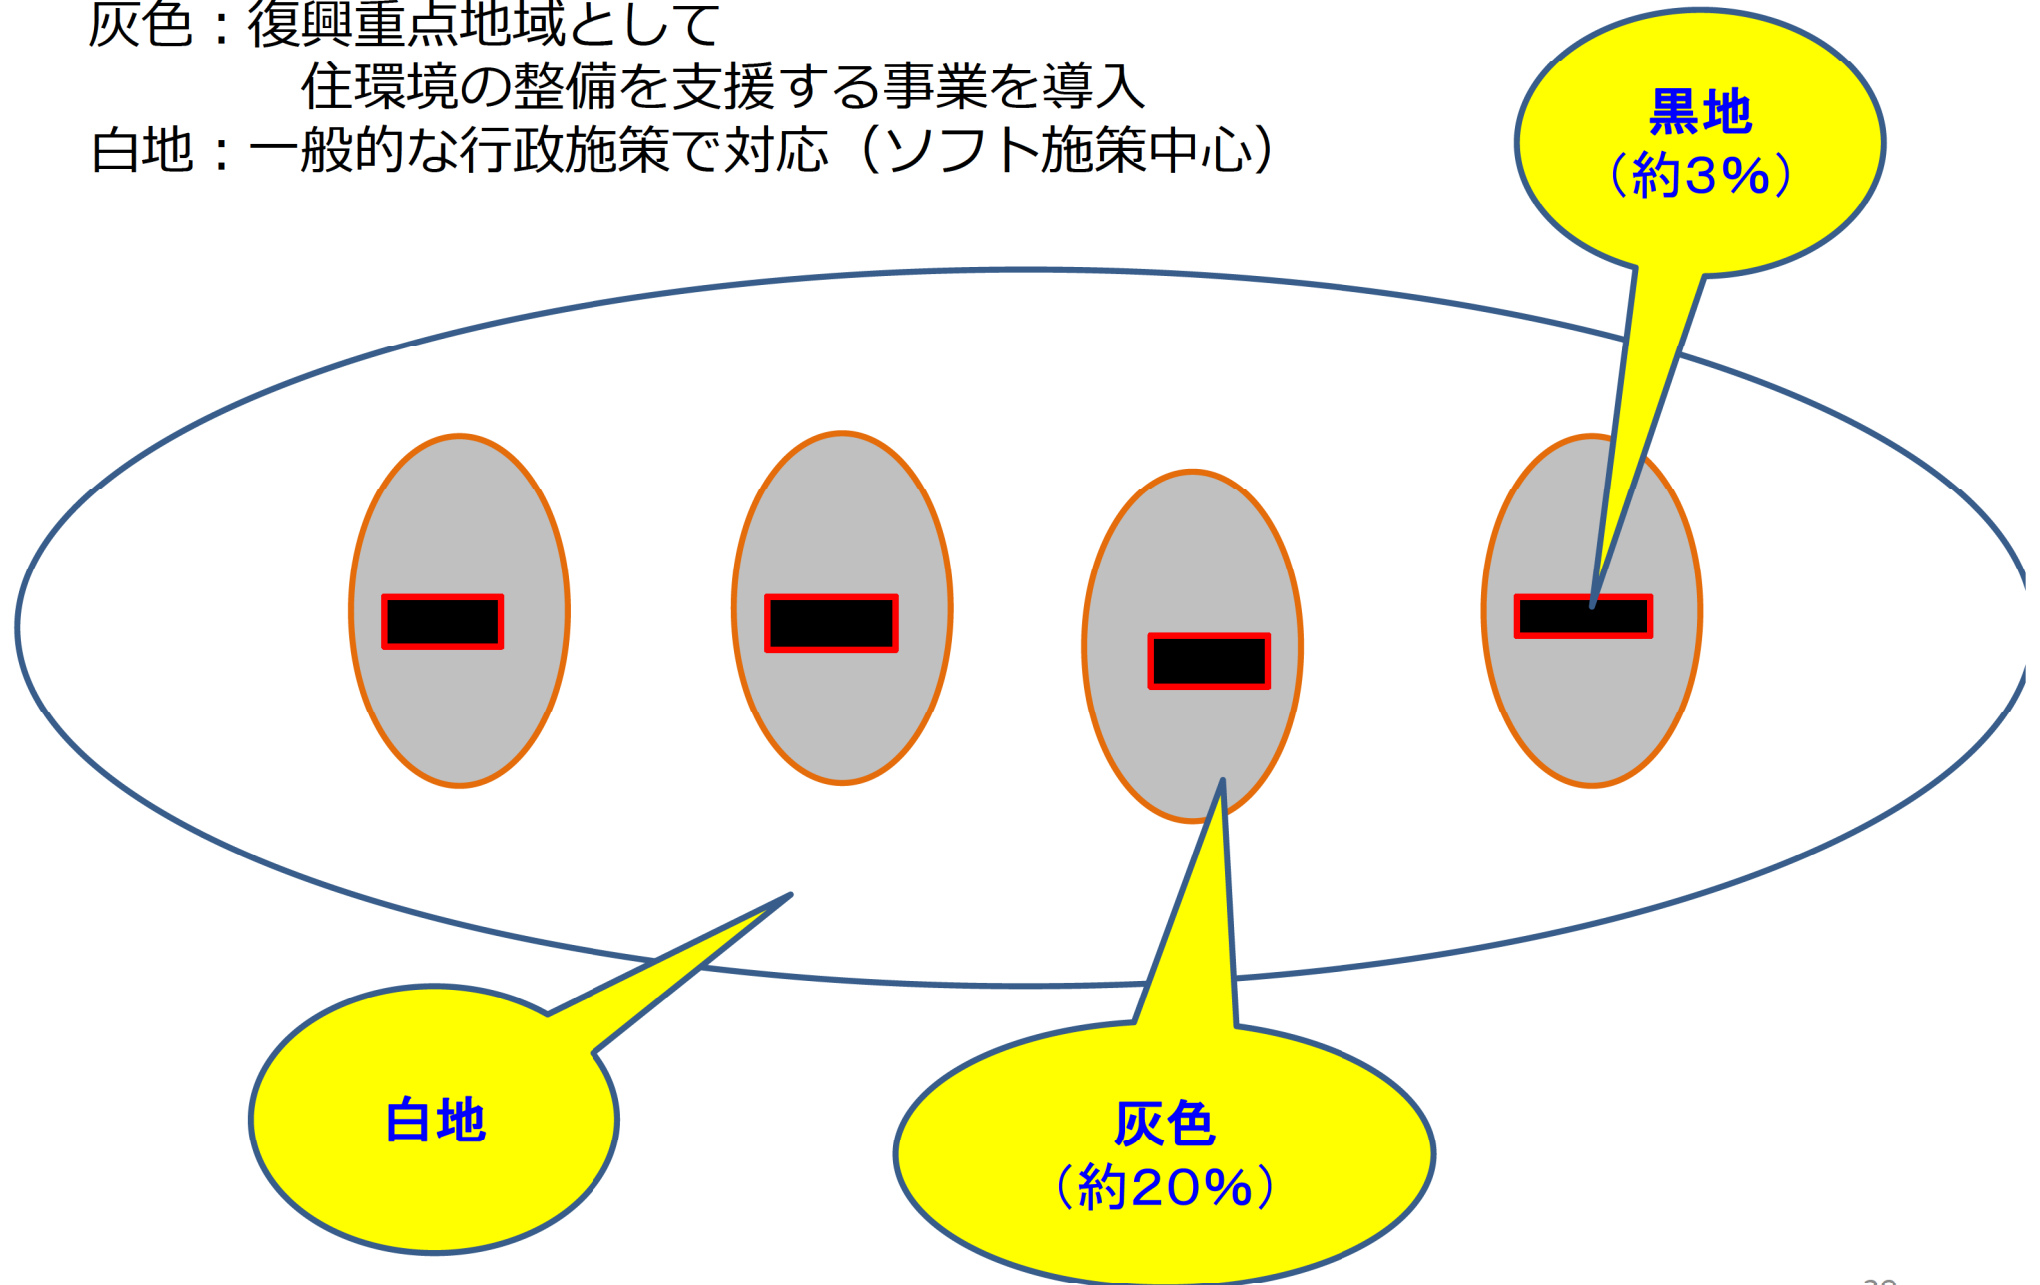 灰色：復興重点地域として
住環境の整備を支援する事業を導入
白地：一般的な行政施策で対応（ソフト施策中心）
黒地
（約3％）
白地
灰色
（約20％）